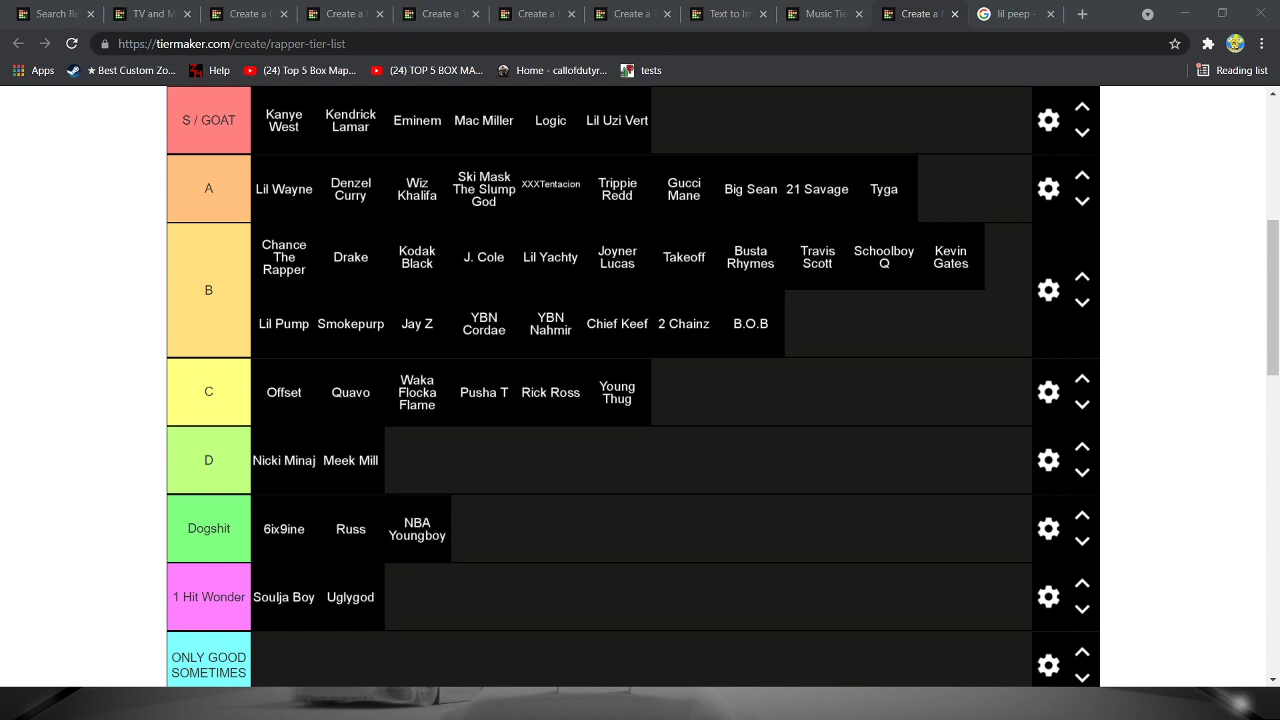 Search Re
TV and M
Create a
Create a
Create a
Create a
Create a
Text to Im
Music Tie
Create a
lil peep -
https://tiermaker.com/create/rapper-tier-list
Apps
★ Best Custom Zo...
Help
(24) Top 5 Box Map...
(24) TOP 5 BOX MA...
Home - callofdutyr...
tests
Reading list
S / GOAT
Kanye West
Kendrick Lamar
Eminem
Mac Miller
Logic
Lil Uzi Vert
A
Lil Wayne
Denzel Curry
Wiz Khalifa
Ski Mask The Slump God
XXXTentacion
Trippie Redd
Gucci Mane
Big Sean
21 Savage
Tyga
B
Chance The Rapper
Drake
Kodak Black
J. Cole
Lil Yachty
Joyner Lucas
Takeoff
Busta Rhymes
Travis Scott
Schoolboy Q
Kevin Gates
Lil Pump
Smokepurp
Jay Z
YBN Cordae
YBN Nahmir
Chief Keef
2 Chainz
B.O.B
C
Offset
Quavo
Waka Flocka Flame
Pusha T
Rick Ross
Young Thug
D
Nicki Minaj
Meek Mill
Dogshit
6ix9ine
Russ
NBA Youngboy
1 Hit Wonder
Soulja Boy
Uglygod
ONLY GOOD
SOMETIMES